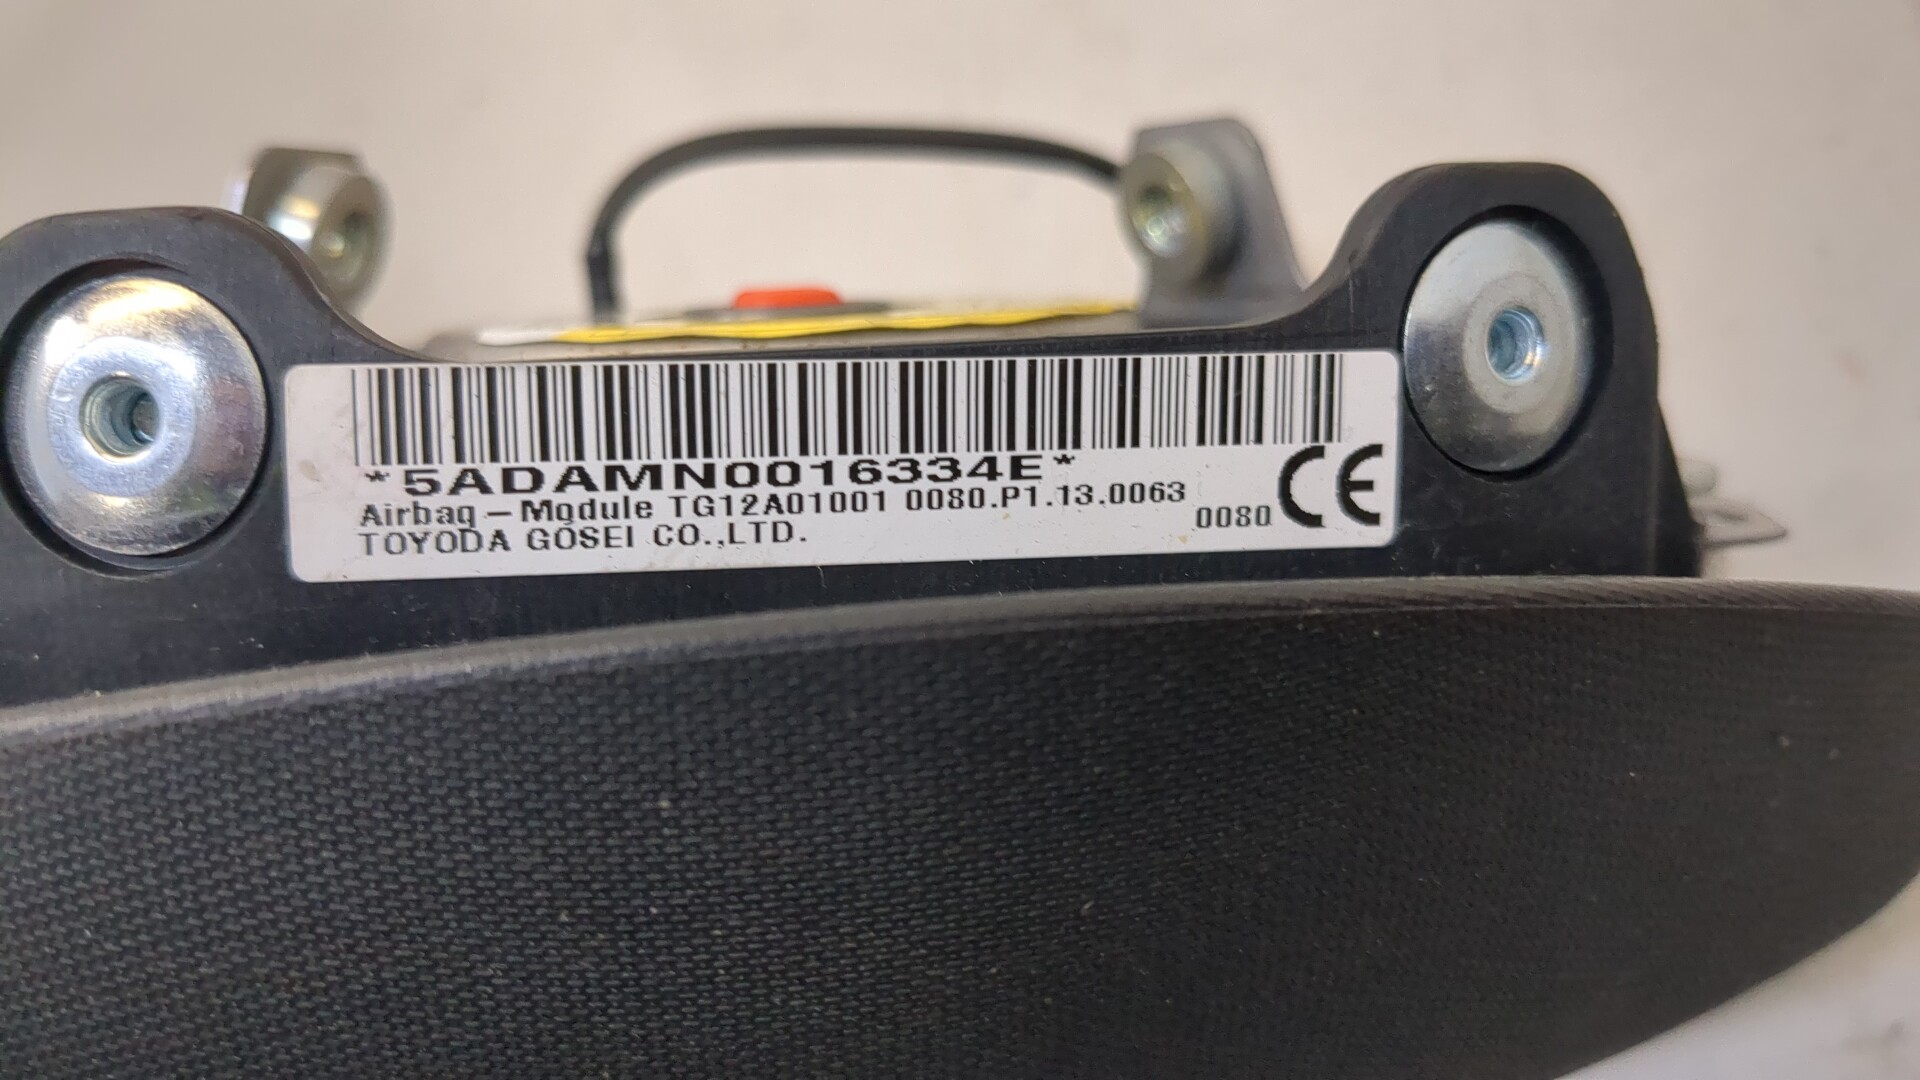 *5ADAMN0016334E*
Airbag – Module TG12A01001 0080.P1.13.0063
TOYODA GOSEI CO.,LTD.
0080 CE